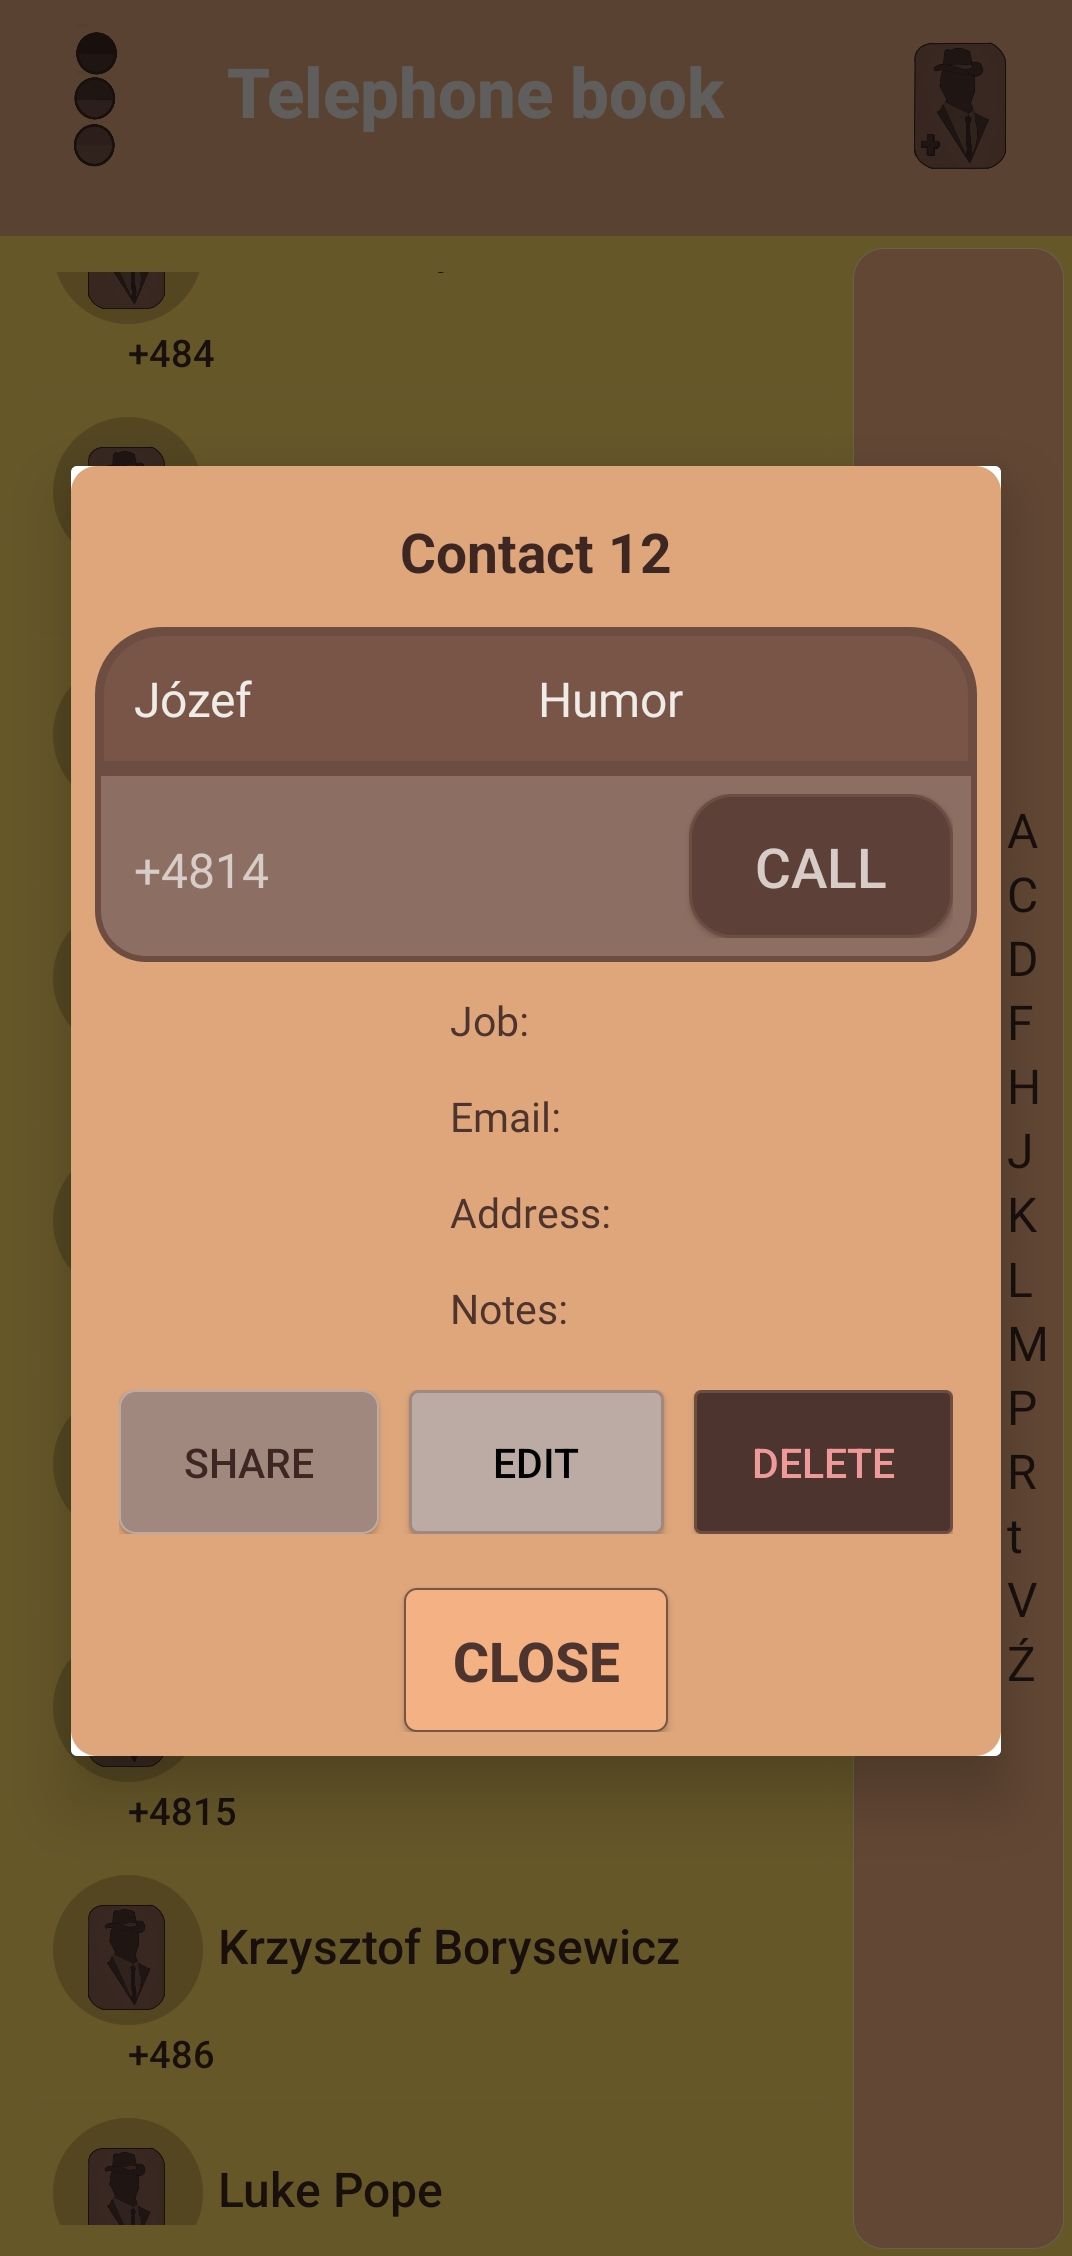 Telephone book
+484
Contact 12
Józef Humor
+4814 CALL
Job:
Email:
Address:
Notes:
SHARE EDIT DELETE
CLOSE
A
C
D
F
H
J
K
L
M
P
R
t
V
Ź
+4815
Krzysztof Borysewicz
+486
Luke Pope